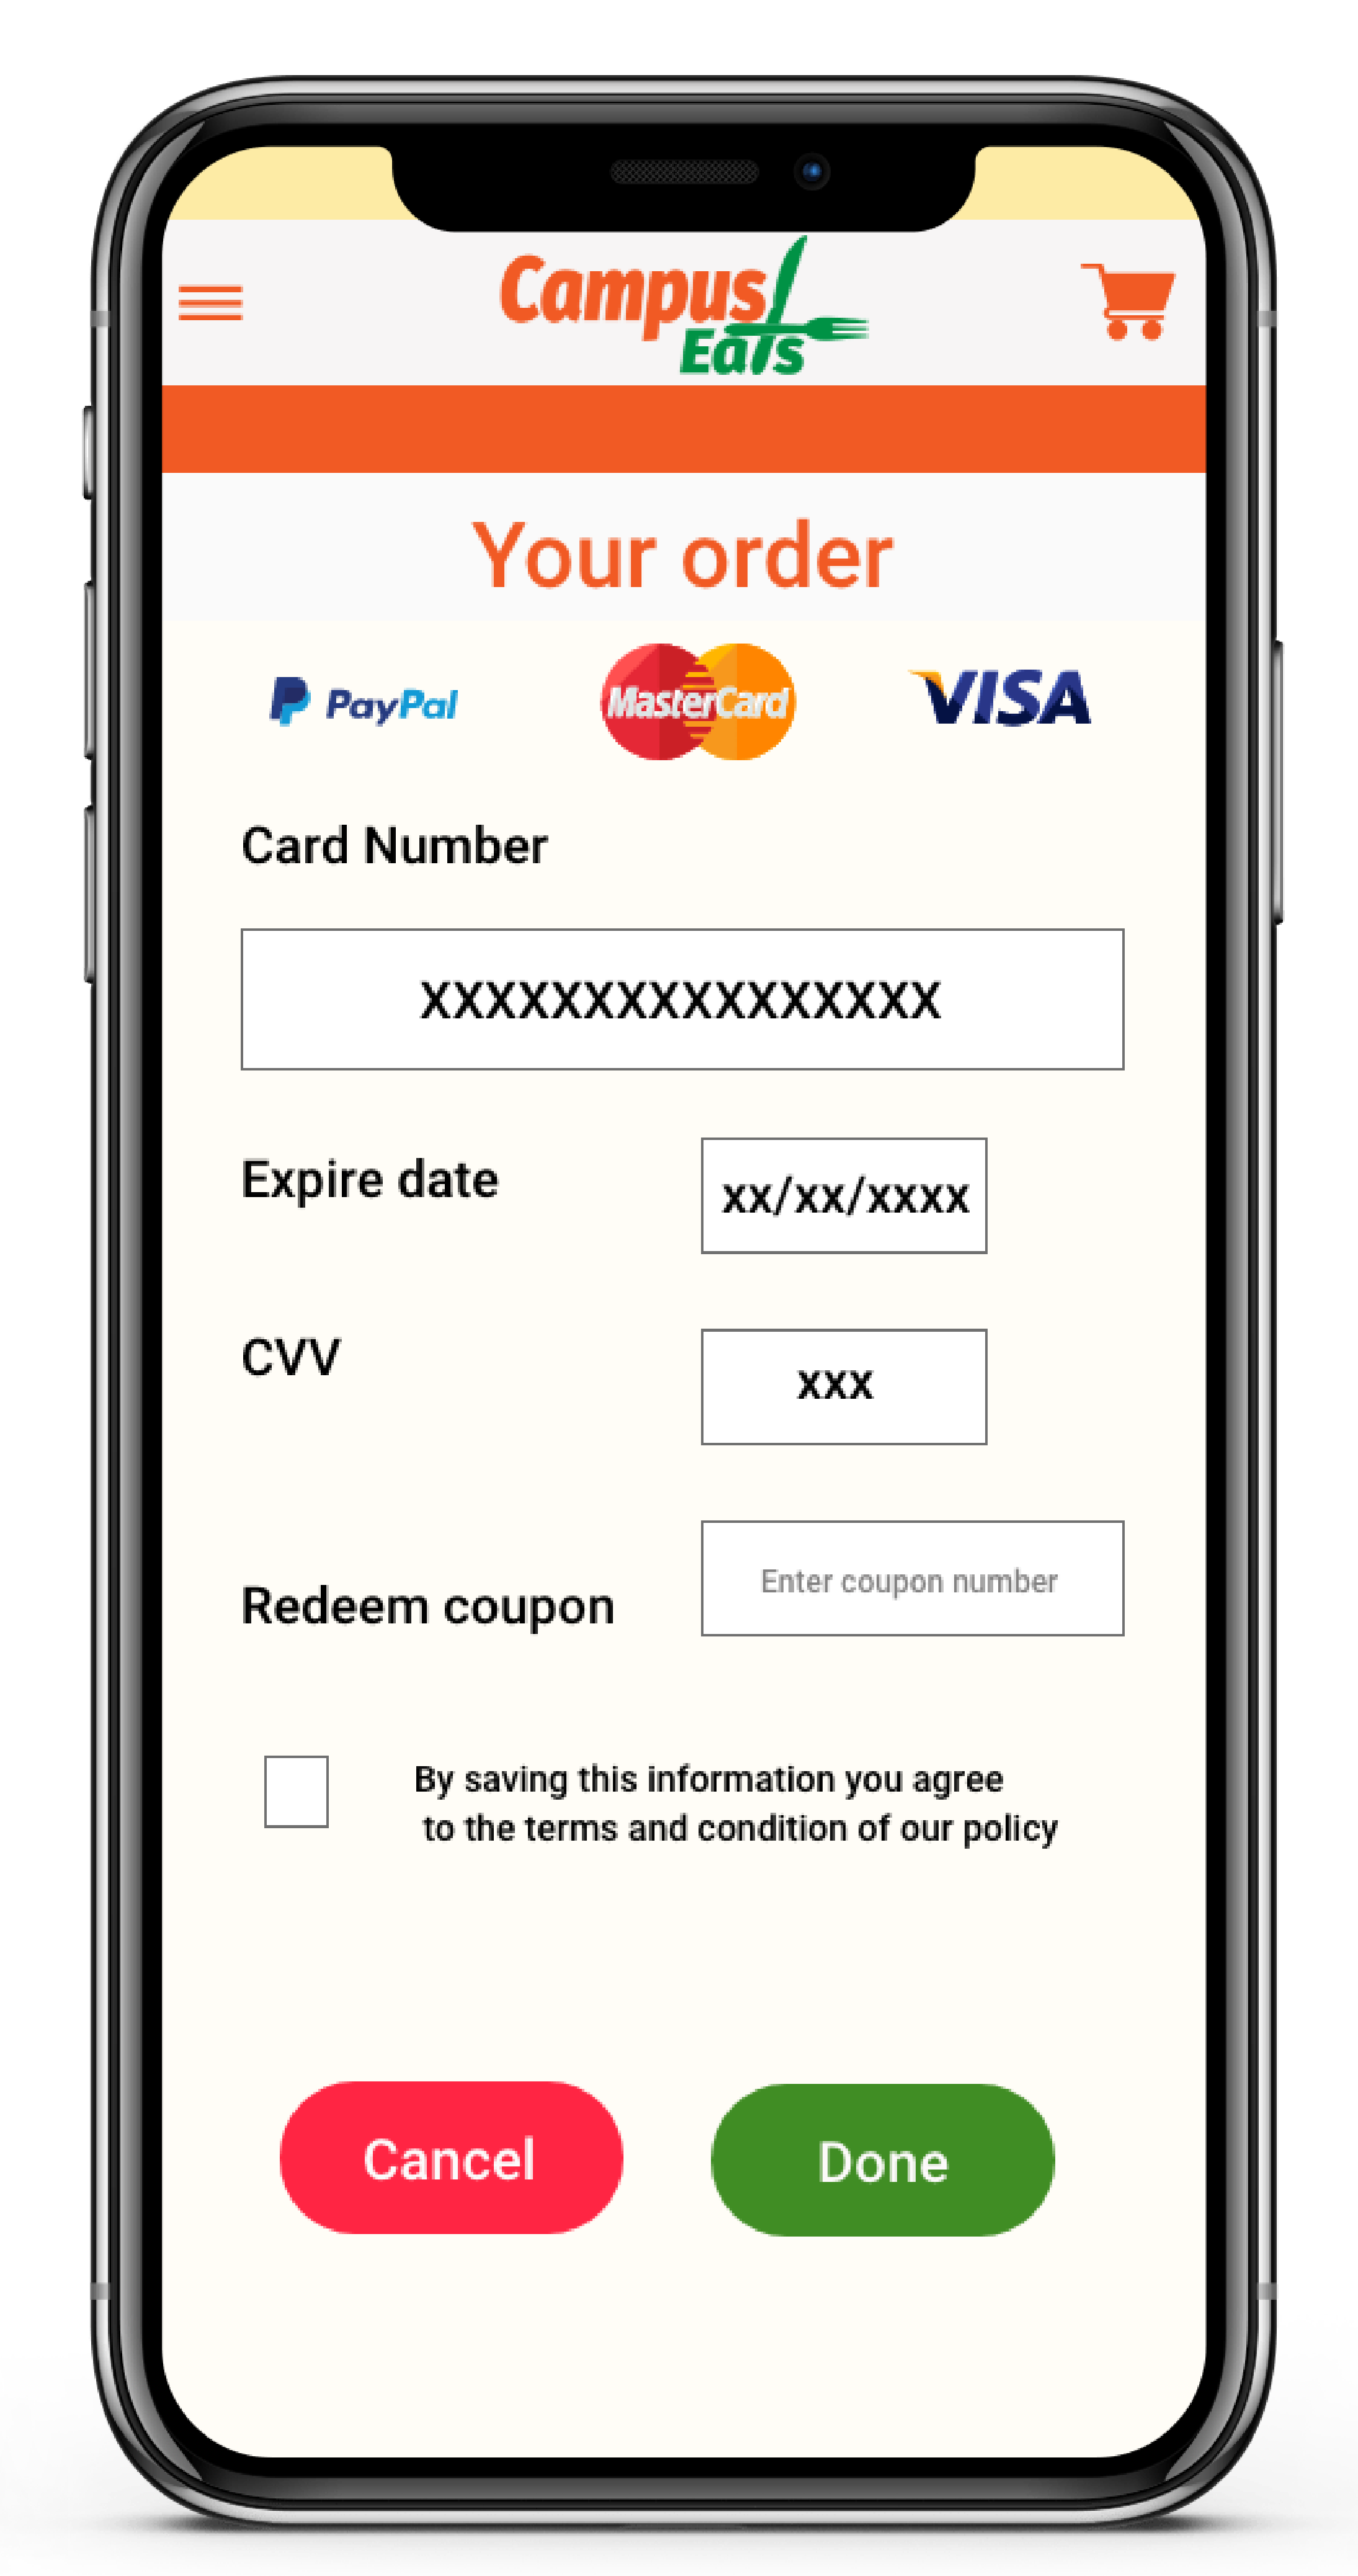 Campus
Eats
Your order
PayPal MasterCard VISA
Card Number
XXXXXXXXXXXXXXXX
Expire date xx/xx/xxxx
CVV xxx
Redeem coupon Enter coupon number
By saving this information you agree
to the terms and condition of our policy
Cancel Done